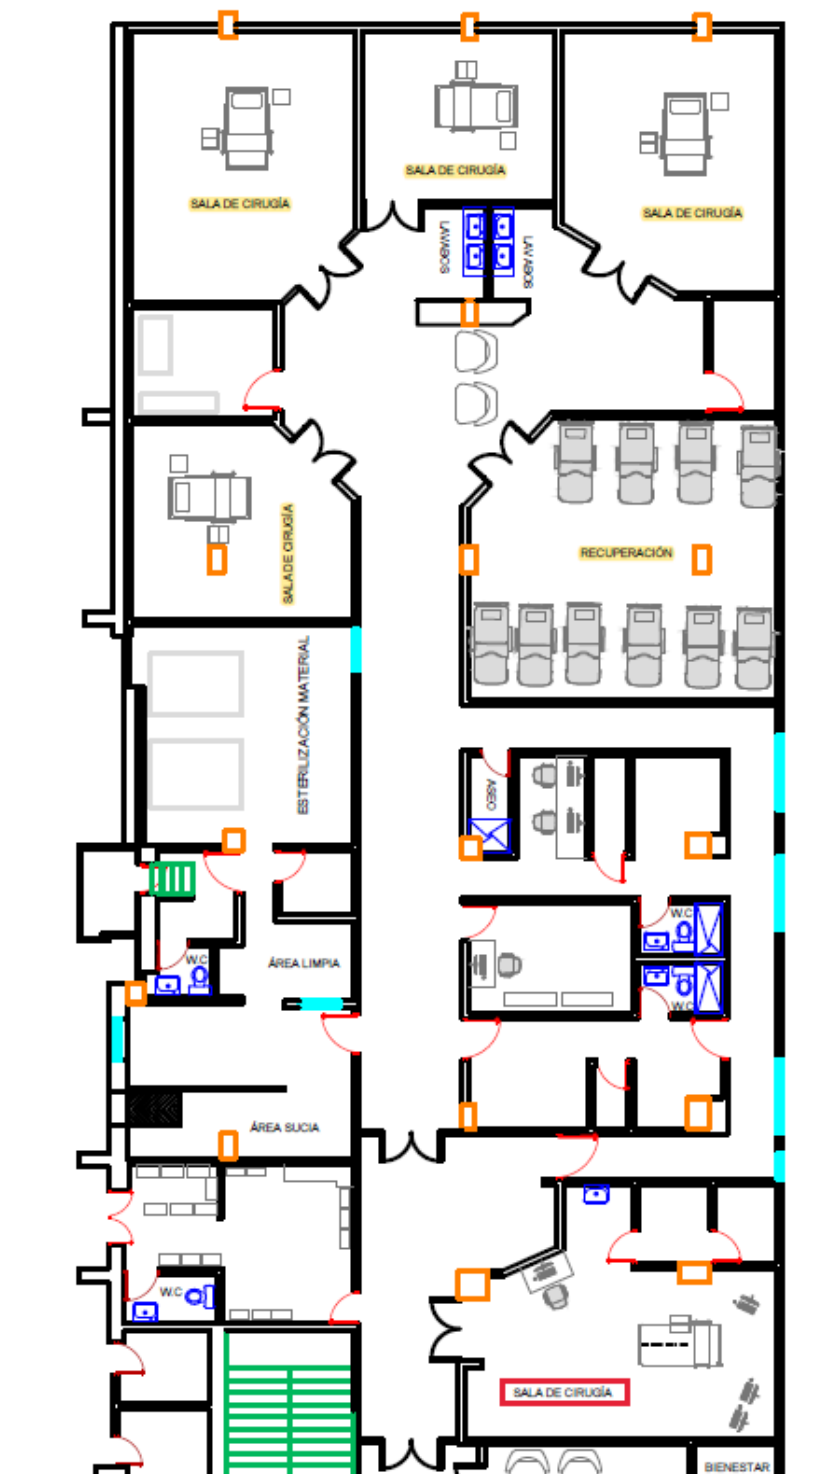 SALA DE CIRUGÍA
SALA DE CIRUGÍA
SALA DE CIRUGÍA
LAVABOS
LAVABOS
SALA DE CIRUGÍA
RECUPERACIÓN
ESTERILIZACIÓN MATERIAL
ASEO
W.C
W.C
ÁREA LIMPIA
W.C
ÁREA SUCIA
W.C
SALA DE CIRUGÍA
BIENESTAR